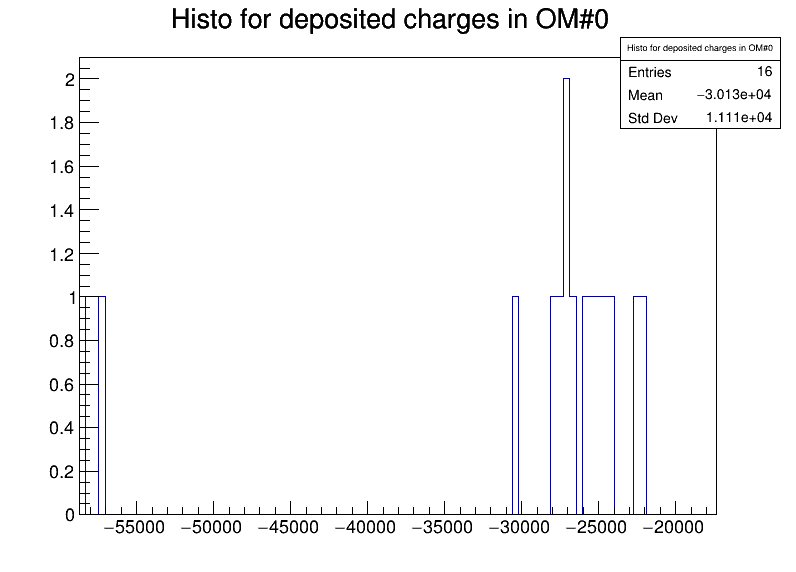 Histo for deposited charges in OM#0
Histo for deposited charges in OM#0
Entries 16
Mean −3.013e+04
Std Dev 1.111e+04
2
1.8
1.6
1.4
1.2
1
0.8
0.6
0.4
0.2
0
−55000 −50000 −45000 −40000 −35000 −30000 −25000 −20000